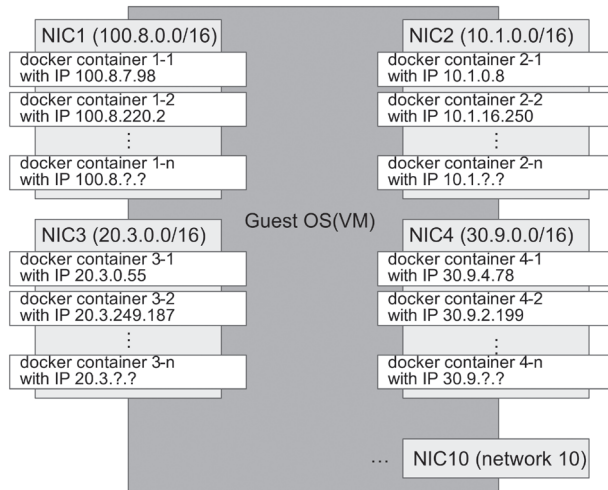 NIC1 (100.8.0.0/16)
docker container 1-1
with IP 100.8.7.98
docker container 1-2
with IP 100.8.220.2
⋮
docker container 1-n
with IP 100.8.?.?
NIC2 (10.1.0.0/16)
docker container 2-1
with IP 10.1.0.8
docker container 2-2
with IP 10.1.16.250
⋮
docker container 2-n
with IP 10.1.?.?
Guest OS(VM)
NIC3 (20.3.0.0/16)
docker container 3-1
with IP 20.3.0.55
docker container 3-2
with IP 20.3.249.187
⋮
docker container 3-n
with IP 20.3.?.?
NIC4 (30.9.0.0/16)
docker container 4-1
with IP 30.9.4.78
docker container 4-2
with IP 30.9.2.199
⋮
docker container 4-n
with IP 30.9.?.?
... NIC10 (network 10)